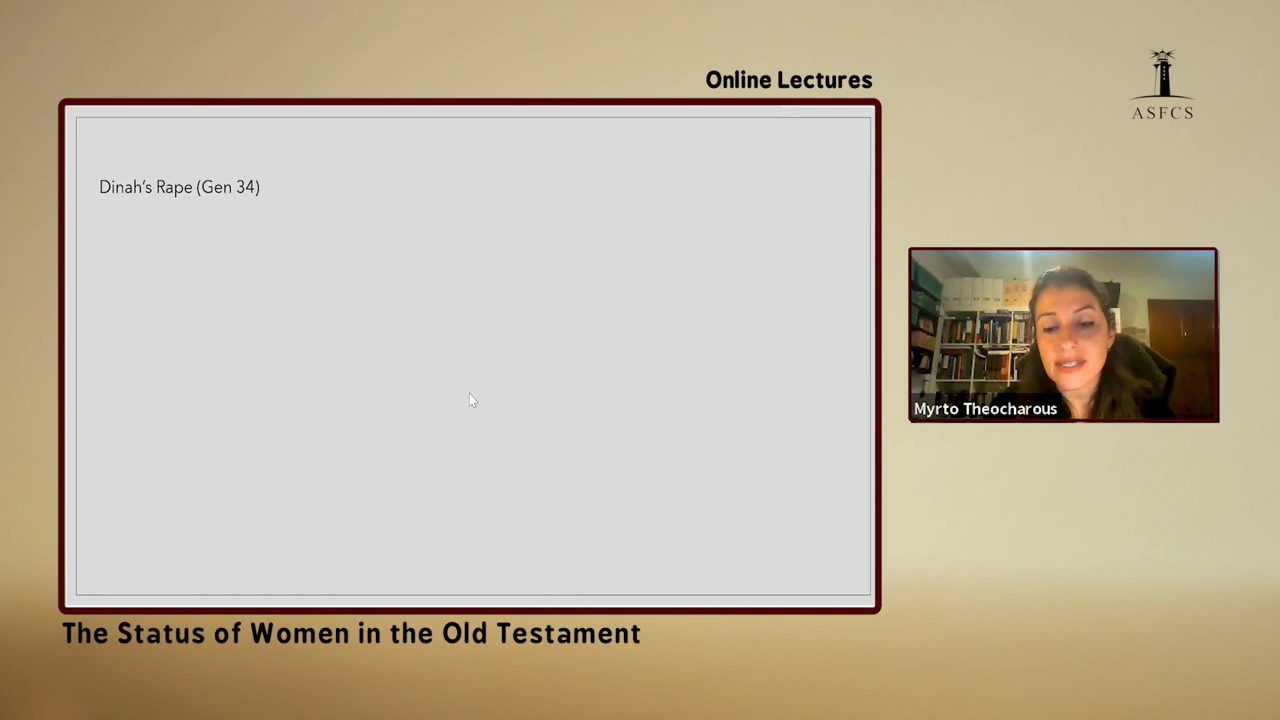 Online Lectures
ASFCS
Dinah's Rape (Gen 34)
Myrto Theocharous
The Status of Women in the Old Testament